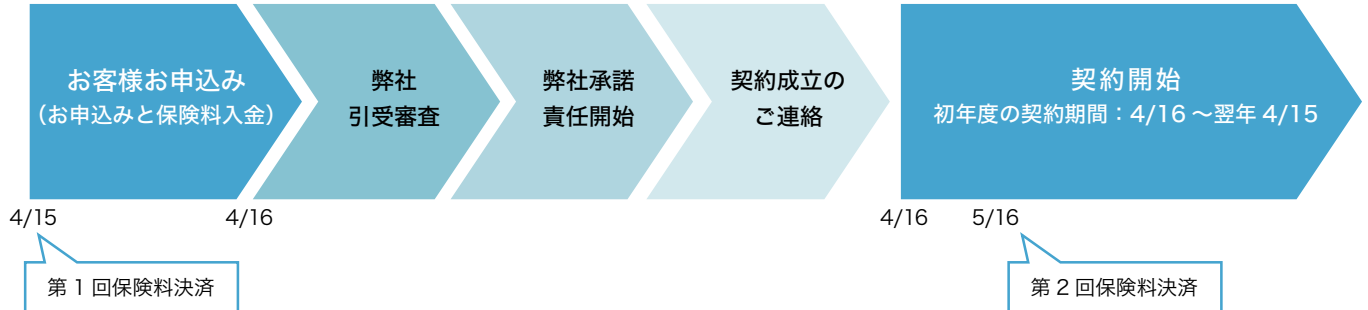 お客様お申込み
（お申込みと保険料入金）
弊社
引受審査
弊社承諾
責任開始
契約成立の
ご連絡
契約開始
初年度の契約期間：4/16～翌年 4/15
4/15
4/16
4/16
5/16
第 1 回保険料決済
第 2 回保険料決済